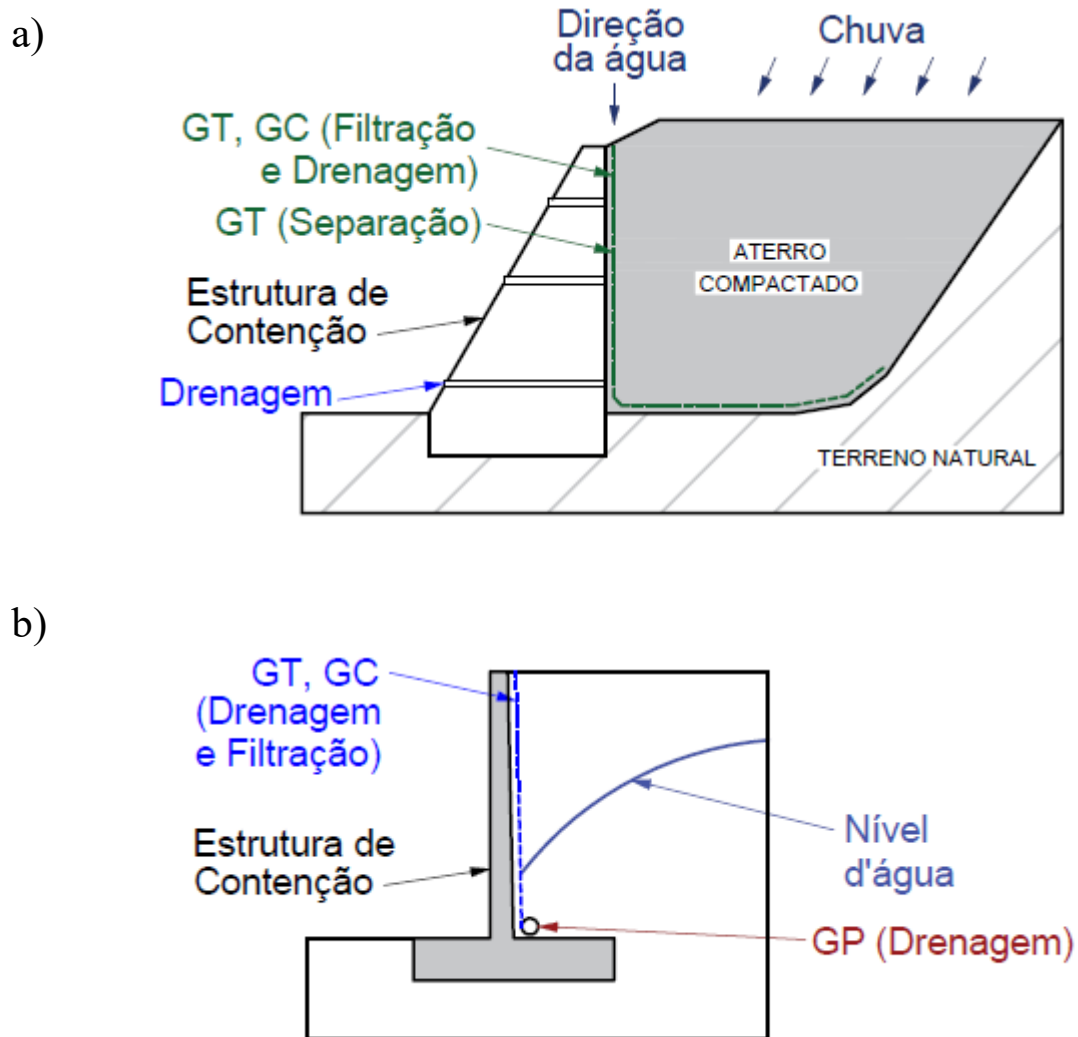 a)
Direção
da água
Chuva
GT, GC (Filtração
e Drenagem)
GT (Separação)
ATERRO
COMPACTADO
Estrutura de
Contenção
Drenagem
TERRENO NATURAL
b)
GT, GC
(Drenagem
e Filtração)
Estrutura de
Contenção
Nível
d'água
GP (Drenagem)